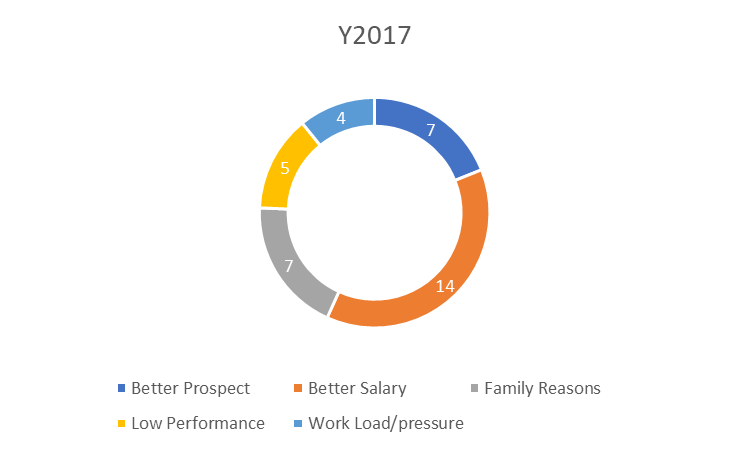 Y2017
4
7
5
7
14
Better Prospect
Better Salary
Family Reasons
Low Performance
Work Load/pressure